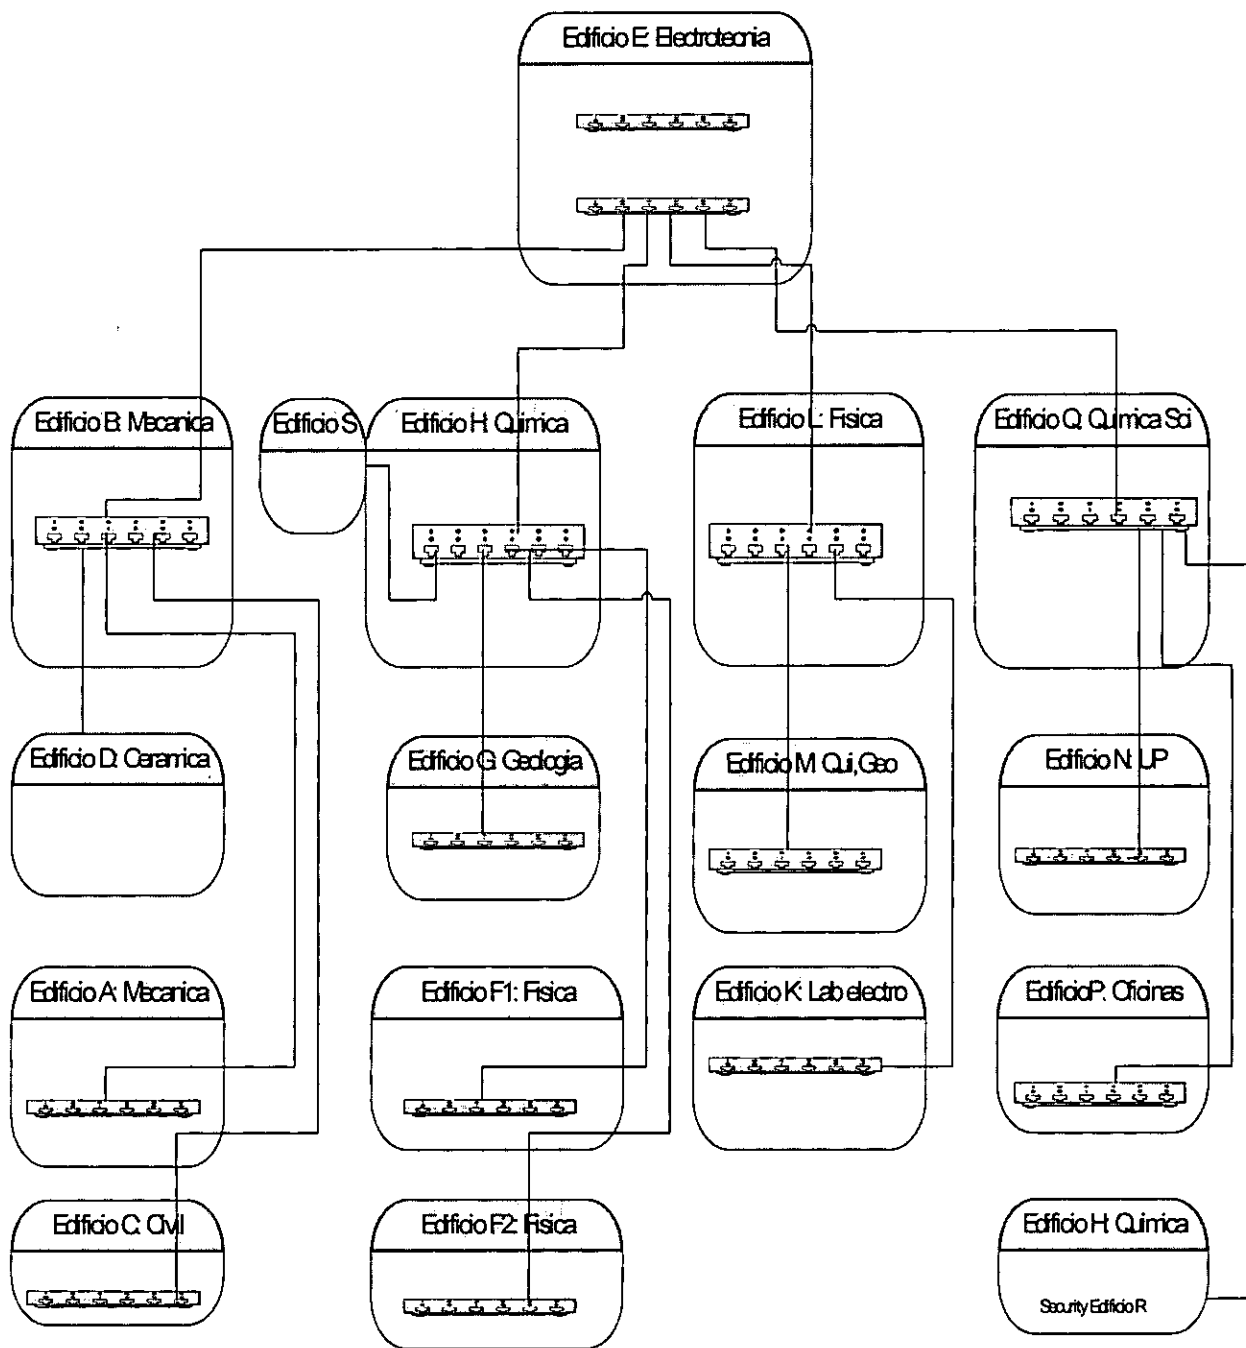 Edificio E: Electrotecnia
Edificio B: Mecanica
Edificio S
Edificio H: Quimica
Edificio L: Fisica
Edificio Q: Quimica Sci
Edificio D: Ceramica
Edificio G: Geologia
Edificio M: Qui,Geo
Edificio N: UP
Edificio A: Mecanica
Edificio F1: Fisica
Edificio K: Lab electro
EdificioP: Oficinas
Edificio C: Civil
Edificio F2: Fisica
Edificio H: Quimica
Security Edificio R